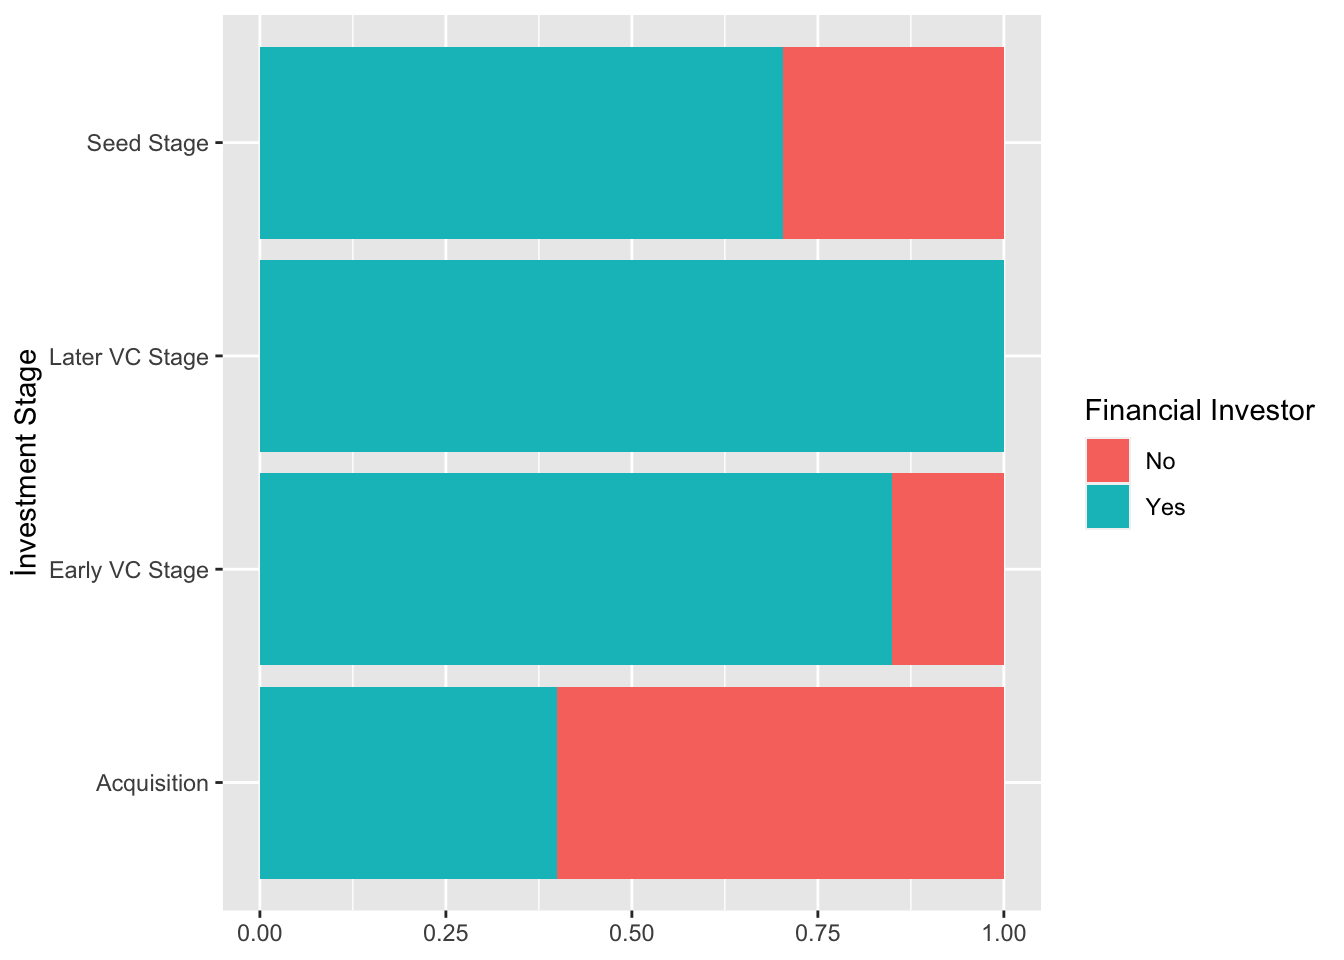 İnvestment Stage
Seed Stage
Later VC Stage
Early VC Stage
Acquisition
0.00
0.25
0.50
0.75
1.00
Financial Investor
No
Yes